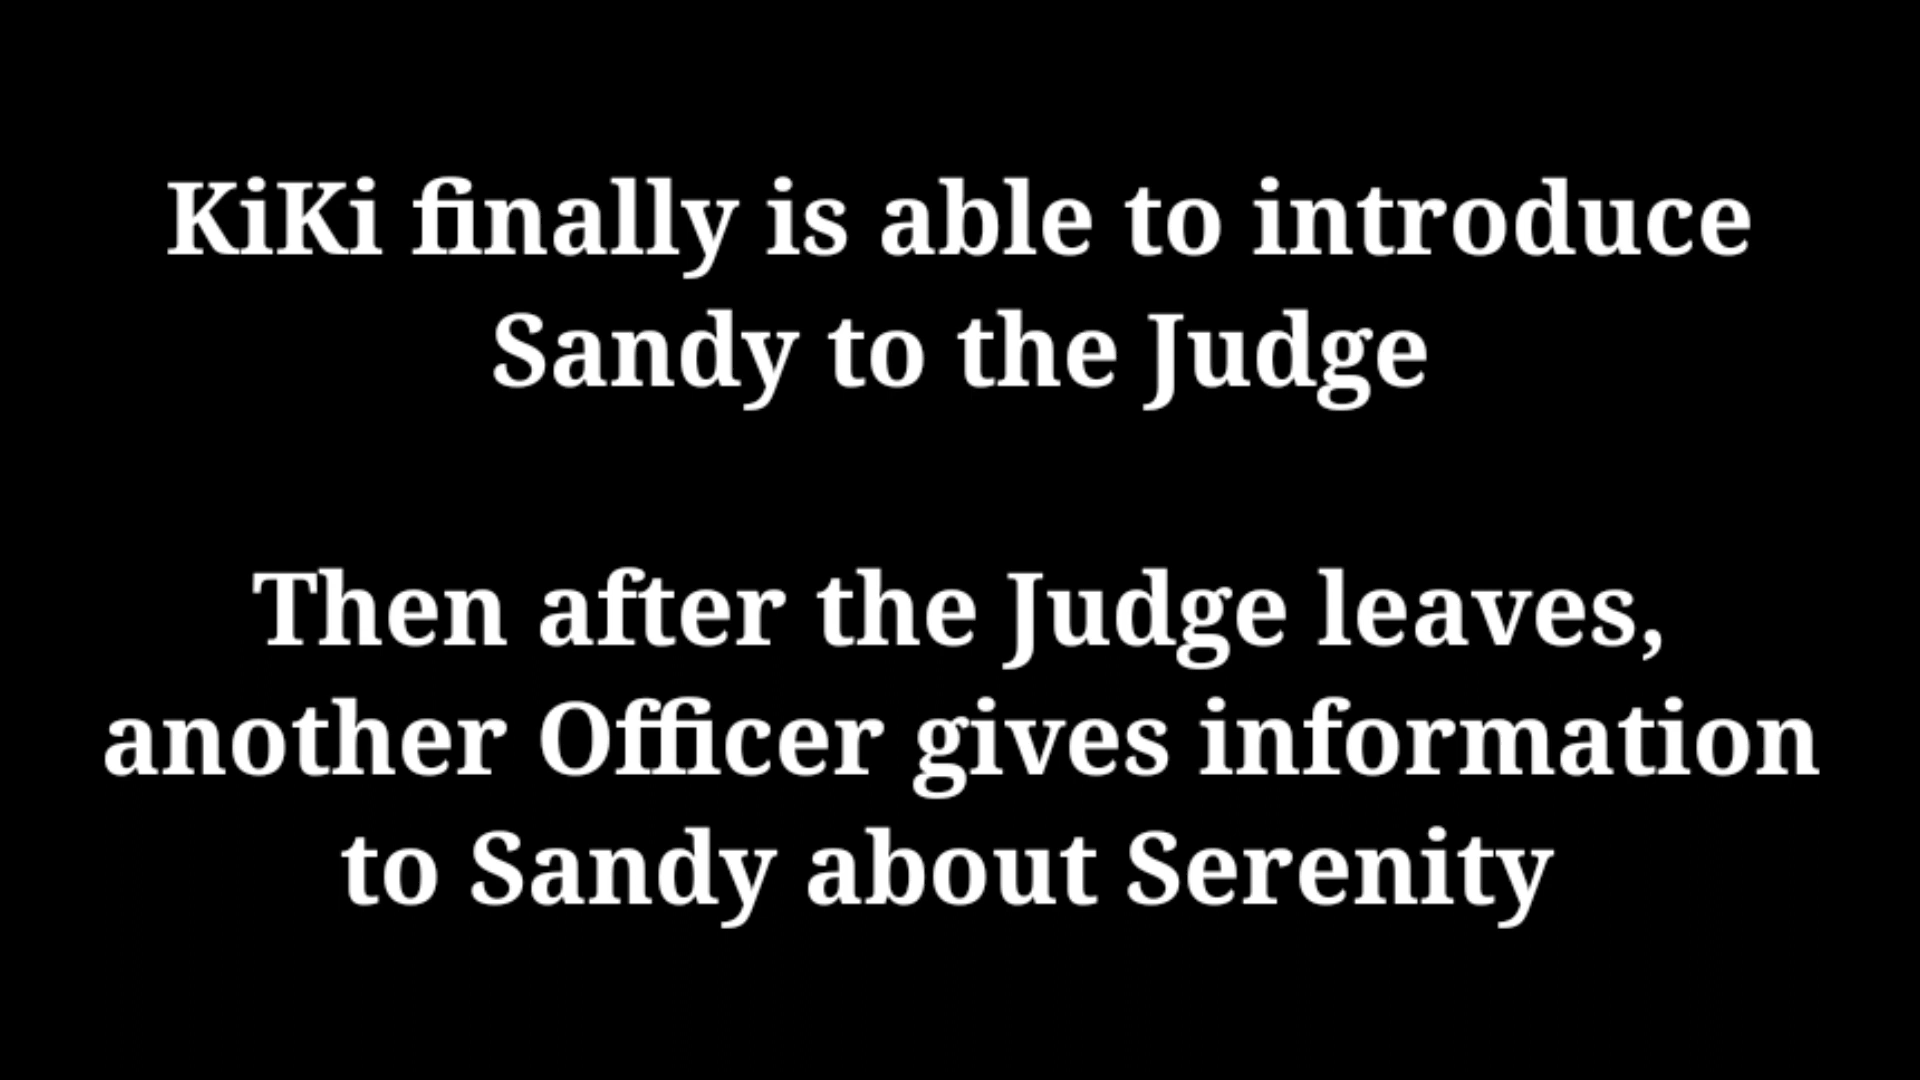 KiKi finally is able to introduce
Sandy to the Judge
Then after the Judge leaves,
another Officer gives information
to Sandy about Serenity